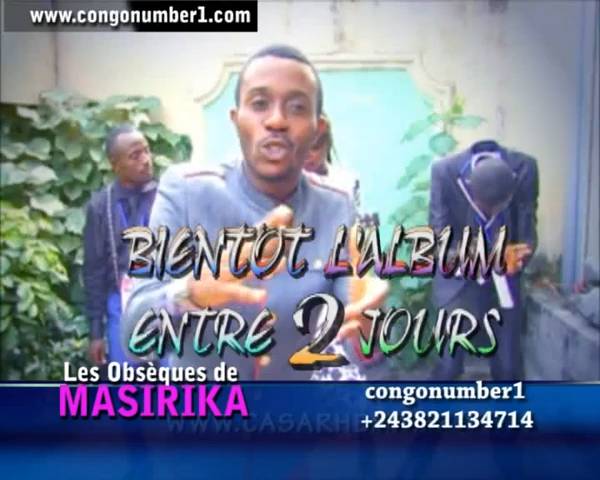 www.congonumber1.com
BIENTOT L'ALBUM
ENTRE 2 JOURS
Les Obsèques de
MASIRIKA
congonumber1
+243821134714